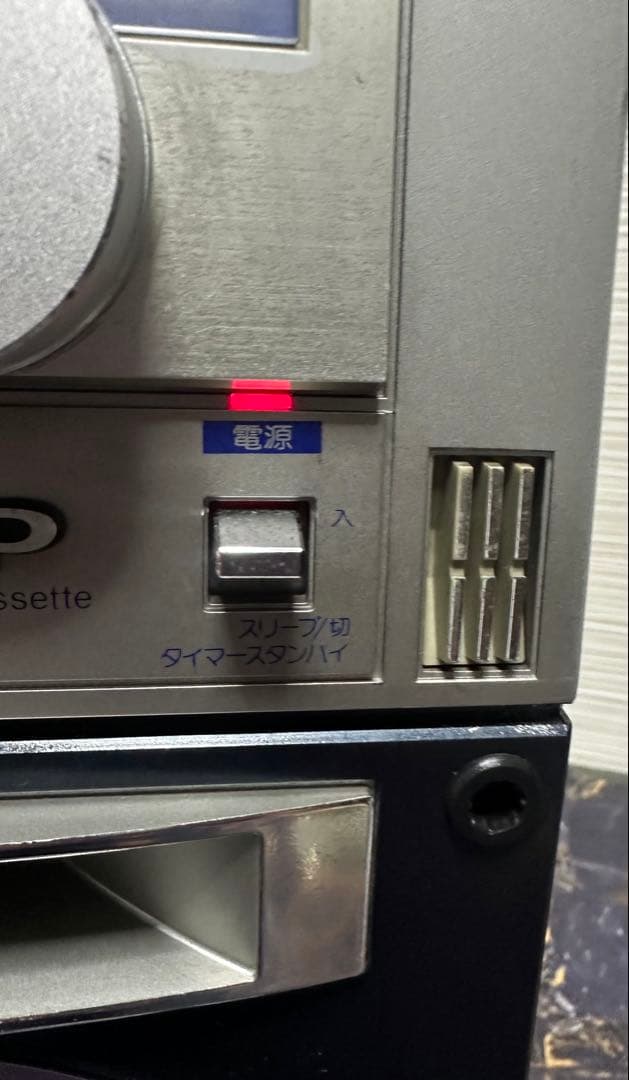 電源
入
ssette
スリープ/切
タイマースタンバイ